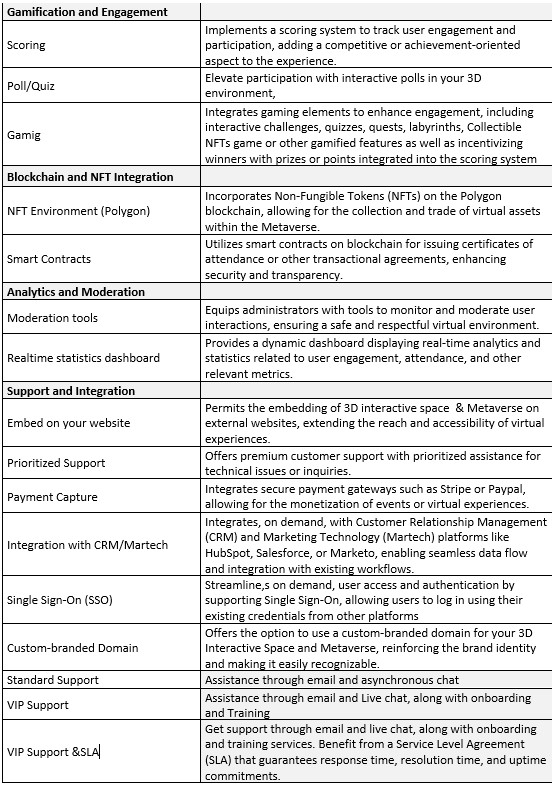 Gamification and Engagement
Scoring
Implements a scoring system to track user engagement and
participation, adding a competitive or achievement-oriented
aspect to the experience.
Poll/Quiz
Elevate participation with interactive polls in your 3D
environment,
Gamig
Integrates gaming elements to enhance engagement, including
interactive challenges, quizzes, quests, labyrinths, Collectible
NFTs game or other gamified features as well as incentivizing
winners with prizes or points integrated into the scoring system
Blockchain and NFT Integration
NFT Environment (Polygon)
Incorporates Non-Fungible Tokens (NFTs) on the Polygon
blockchain, allowing for the collection and trade of virtual assets
within the Metaverse.
Smart Contracts
Utilizes smart contracts on blockchain for issuing certificates of
attendance or other transactional agreements, enhancing
security and transparency.
Analytics and Moderation
Moderation tools
Equips administrators with tools to monitor and moderate user
interactions, ensuring a safe and respectful virtual environment.
Realtime statistics dashboard
Provides a dynamic dashboard displaying real-time analytics and
statistics related to user engagement, attendance, and other
relevant metrics.
Support and Integration
Embed on your website
Permits the embedding of 3D interactive space & Metaverse on
external websites, extending the reach and accessibility of virtual
experiences.
Prioritized Support
Offers premium customer support with prioritized assistance for
technical issues or inquiries.
Payment Capture
Integrates secure payment gateways such as Stripe or Paypal,
allowing for the monetization of events or virtual experiences.
Integration with CRM/Martech
Integrates, on demand, with Customer Relationship Management
(CRM) and Marketing Technology (Martech) platforms like
HubSpot, Salesforce, or Marketo, enabling seamless data flow
and integration with existing workflows.
Single Sign-On (SSO)
Streamline,s on demand, user access and authentication by
supporting Single Sign-On, allowing users to log in using their
existing credentials from other platforms
Custom-branded Domain
Offers the option to use a custom-branded domain for your 3D
Interactive Space and Metaverse, reinforcing the brand identity
and making it easily recognizable.
Standard Support
Assistance through email and asynchronous chat
VIP Support
Assistance through email and Live chat, along with onboarding
and Training
VIP Support &SLA
Get support through email and live chat, along with onboarding
and training services. Benefit from a Service Level Agreement
(SLA) that guarantees response time, resolution time, and uptime
commitments.